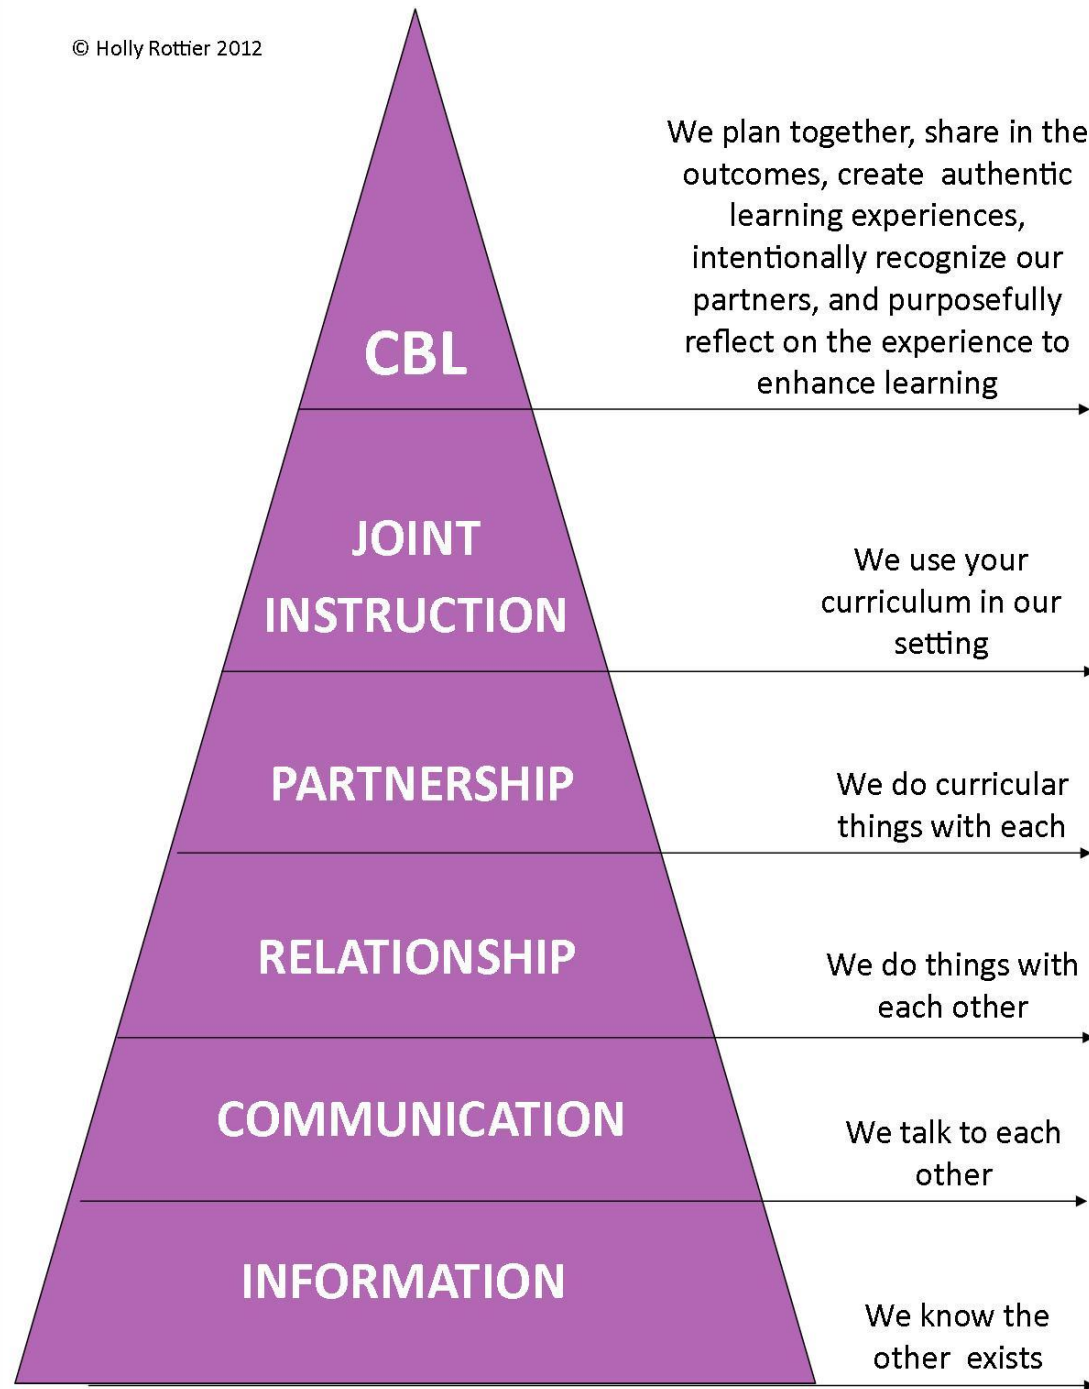 © Holly Rottier 2012
We plan together, share in the
outcomes, create  authentic
learning experiences,
intentionally recognize our
partners, and purposefully
reflect on the experience to
enhance learning
CBL
JOINT
INSTRUCTION
We use your
curriculum in our
setting
PARTNERSHIP
We do curricular
things with each
RELATIONSHIP
We do things with
each other
COMMUNICATION
We talk to each
other
INFORMATION
We know the
other  exists